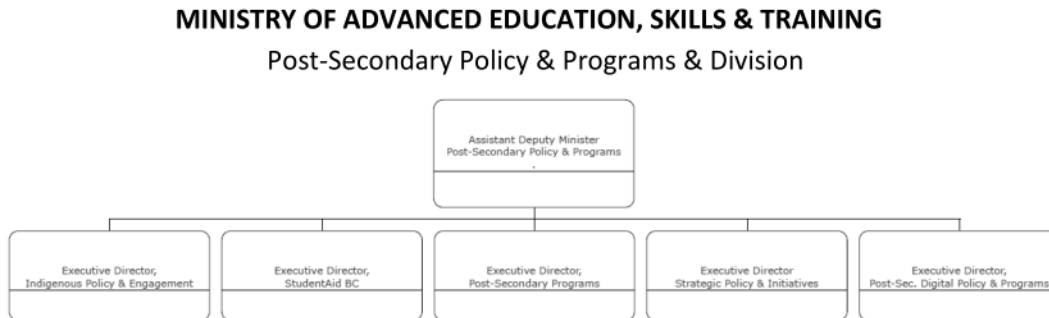 MINISTRY OF ADVANCED EDUCATION, SKILLS & TRAINING
Post-Secondary Policy & Programs & Division
Assistant Deputy Minister
Post-Secondary Policy & Programs
.
Executive Director,
Indigenous Policy & Engagement
Executive Director,
StudentAid BC
Executive Director,
Post-Secondary Programs
Executive Director
Strategic Policy & Initiatives
Executive Director,
Post-Sec. Digital Policy & Programs